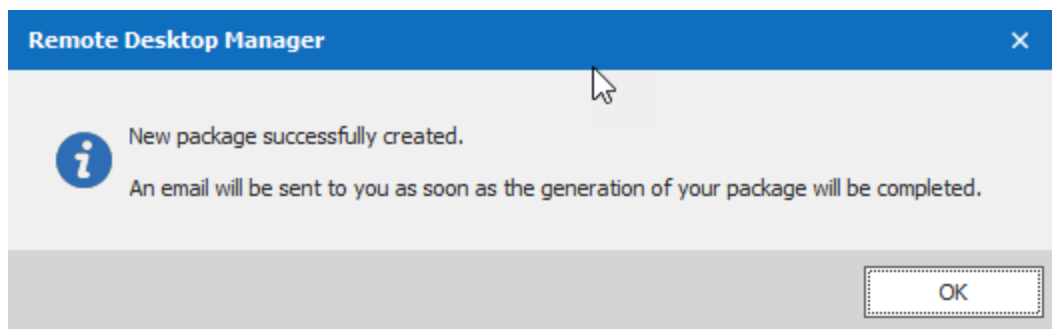 Remote Desktop Manager
New package successfully created.
An email will be sent to you as soon as the generation of your package will be completed.
OK